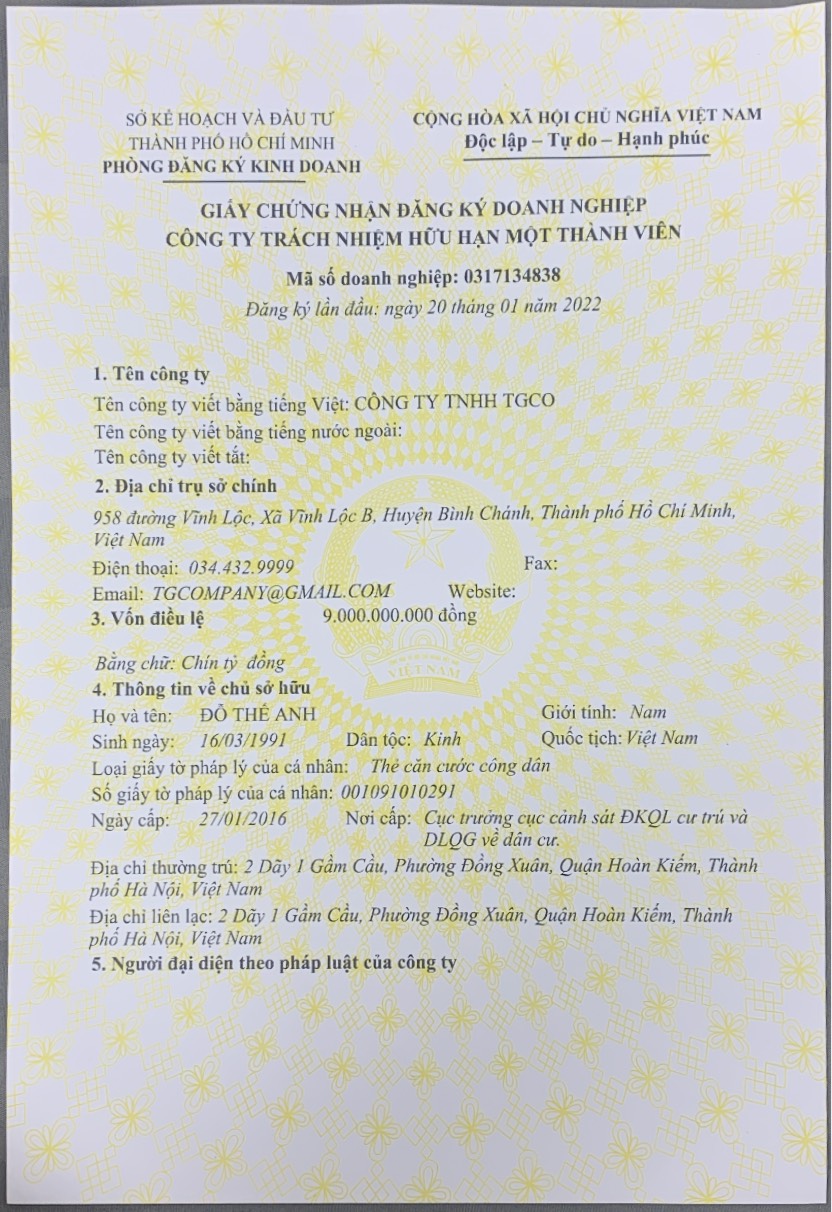 SỞ KẾ HOẠCH VÀ ĐẦU TƯ
THÀNH PHỐ HỒ CHÍ MINH
PHÒNG ĐĂNG KÝ KINH DOANH
CỘNG HÒA XÃ HỘI CHỦ NGHĨA VIỆT NAM
Độc lập – Tự do – Hạnh phúc
GIẤY CHỨNG NHẬN ĐĂNG KÝ DOANH NGHIỆP
CÔNG TY TRÁCH NHIỆM HỮU HẠN MỘT THÀNH VIÊN
Mã số doanh nghiệp: 0317134838
Đăng ký lần đầu: ngày 20 tháng 01 năm 2022
1. Tên công ty
Tên công ty viết bằng tiếng Việt: CÔNG TY TNHH TGCO
Tên công ty viết bằng tiếng nước ngoài:
Tên công ty viết tắt:
2. Địa chỉ trụ sở chính
958 đường Vĩnh Lộc, Xã Vĩnh Lộc B, Huyện Bình Chánh, Thành phố Hồ Chí Minh,
Việt Nam
Điện thoại: 034.432.9999 Fax:
Email: TGCOMPANY@GMAIL.COM Website:
3. Vốn điều lệ 9.000.000.000 đồng
Bằng chữ: Chín tỷ đồng
VIỆT NAM
4. Thông tin về chủ sở hữu
Họ và tên: ĐỖ THẾ ANH Giới tính: Nam
Sinh ngày: 16/03/1991 Dân tộc: Kinh Quốc tịch: Việt Nam
Loại giấy tờ pháp lý của cá nhân: Thẻ căn cước công dân
Số giấy tờ pháp lý của cá nhân: 001091010291
Ngày cấp: 27/01/2016 Nơi cấp: Cục trưởng cục cảnh sát ĐKQL cư trú và
DLQG về dân cư.
Địa chỉ thường trú: 2 Dãy 1 Gầm Cầu, Phường Đồng Xuân, Quận Hoàn Kiếm, Thành
phố Hà Nội, Việt Nam
Địa chỉ liên lạc: 2 Dãy 1 Gầm Cầu, Phường Đồng Xuân, Quận Hoàn Kiếm, Thành
phố Hà Nội, Việt Nam
5. Người đại diện theo pháp luật của công ty